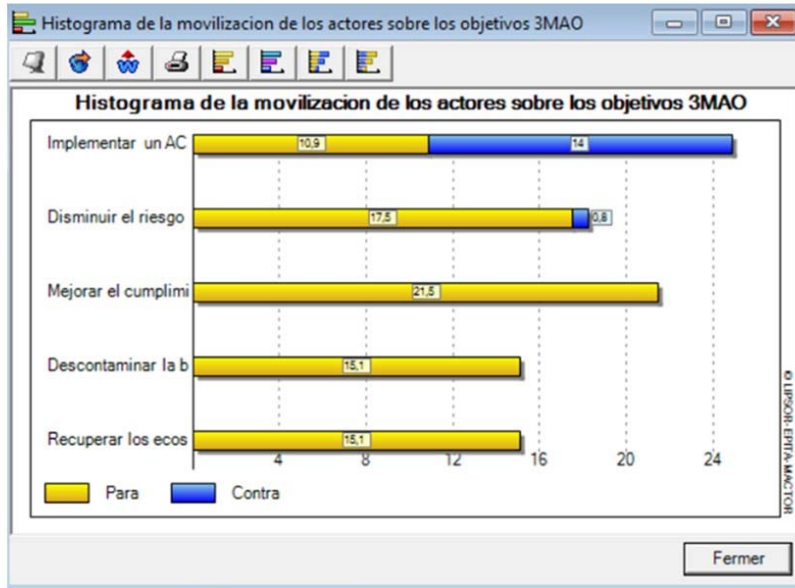 Histograma de la movilizacion de los actores sobre los objetivos 3MAO
Histograma de la movilizacion de los actores sobre los objetivos 3MAO
Implementar un AC
10,9
14
Disminuir el riesgo
17,5
0,8
Mejorar el cumplimi
21,5
Descontaminar la b
15,1
Recuperar los ecos
15,1
4 8 12 16 20 24
Para Contra
© LIPSOR-EPITA-MACTOR
Fermer